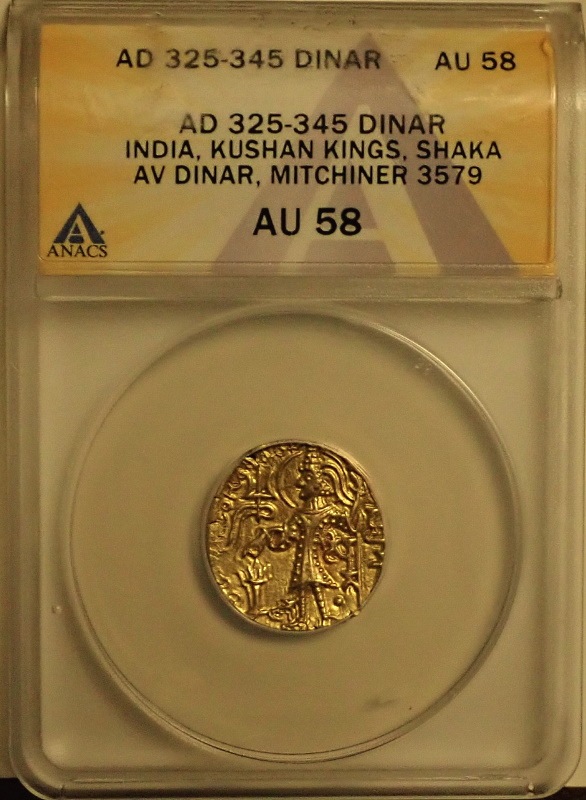 AD 325-345 DINAR AU 58
AD 325-345 DINAR
INDIA, KUSHAN KINGS, SHAKA
AV DINAR, MITCHINER 3579
AU 58
ANACS